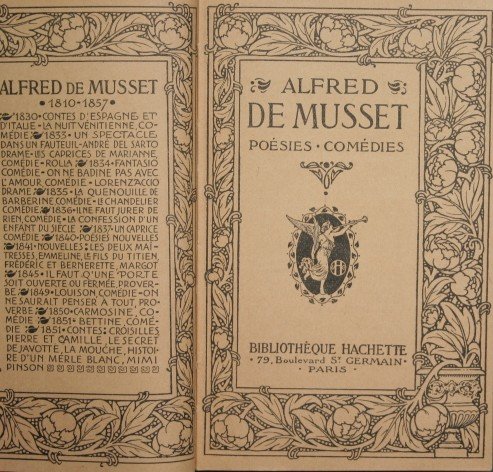 ALFRED DE MUSSET
• 1810 • 1857 •
1830 • CONTES D'ESPAGNE ET
D'ITALIE • LA NUIT VÉNITIENNE, CO-
MÉDIE 1833 • UN SPECTACLE
DANS UN FAUTEUIL • ANDRÉ DEL SARTO
DRAME • LES CAPRICES DE MARIANNE,
COMÉDIE • ROLLA 1834 • FANTASIO
COMÉDIE • ON NE BADINE PAS AVEC
L'AMOUR COMÉDIE • LORENZACCIO
DRAME 1835 • LA QUENOUILLE DE
BARBERINE COMÉDIE • LE CHANDELIER
COMÉDIE 1836 • IL NE FAUT JURER DE
RIEN, COMÉDIE • LA CONFESSION D'UN
ENFANT DU SIÈCLE 1837 • UN CAPRICE
COMÉDIE 1840 • POÉSIES NOUVELLES
1841 • NOUVELLES: LES DEUX MAÎ-
TRESSES, EMMELINE, LE FILS DU TITIEN,
FRÉDÉRIC ET BERNERETTE, MARGOT
1845 • IL FAUT QU'UNE PORTE
SOIT OUVERTE OU FERMÉE, PROVER-
BE 1849 • LOUISON, COMÉDIE • ON
NE SAURAIT PENSER À TOUT, PRO-
VERBE 1850 • CARMOSINE, CO-
MÉDIE 1851 • BETTINE, COMÉ-
DIE 1851 • CONTES: CROISILLES
PIERRE ET CAMILLE, LE SECRET
DE JAVOTTE, LA MOUCHE, HISTOI-
RE D'UN MERLE BLANC, MIMI
PINSON
ALFRED
DE MUSSET
POÉSIES • COMÉDIES
H
BIBLIOTHÈQUE HACHETTE
• 79, Boulevard St GERMAIN •
• PARIS •